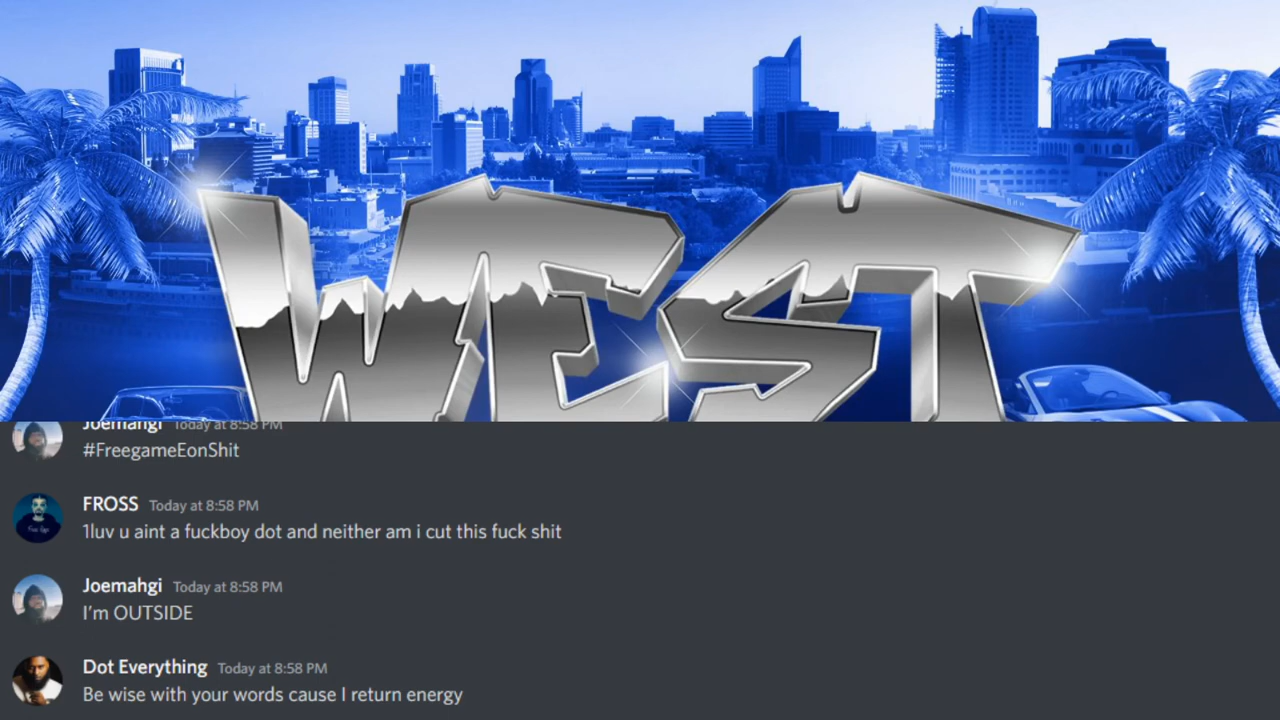 WEST
Joemahgi Today at 8:58 PM
#FreegameEonShit
FROSS Today at 8:58 PM
1luv u aint a fuckboy dot and neither am i cut this fuck shit
Joemahgi Today at 8:58 PM
I'm OUTSIDE
Dot Everything Today at 8:58 PM
Be wise with your words cause I return energy